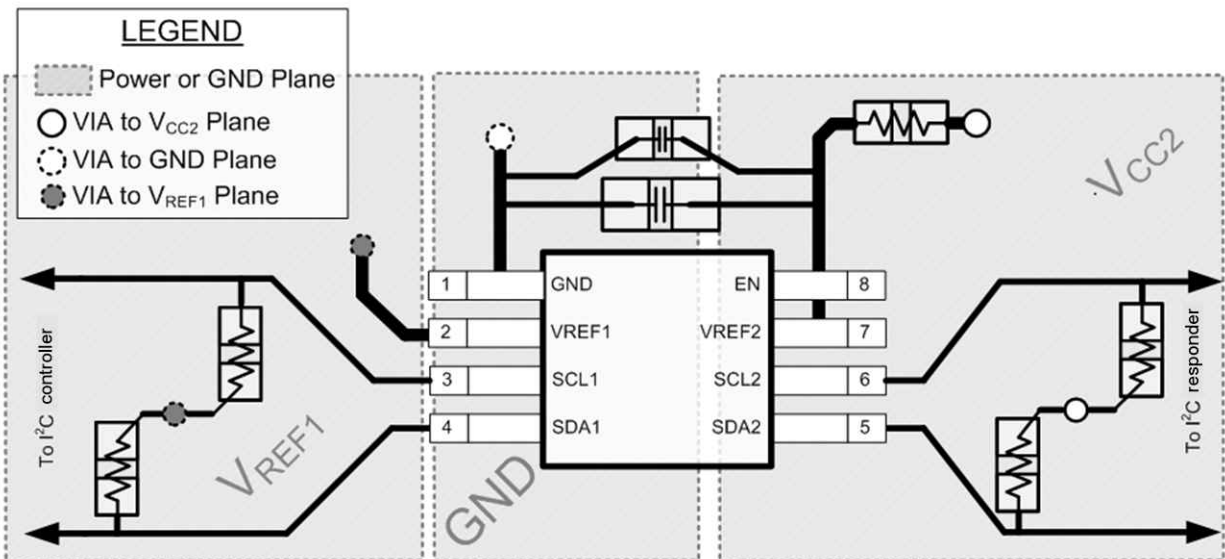 LEGEND
Power or GND Plane
VIA to VCC2 Plane
VIA to GND Plane
VIA to VREF1 Plane
VCC2
1 GND EN 8
2 VREF1 VREF2 7
3 SCL1 SCL2 6
4 SDA1 SDA2 5
To I²C controller
To I²C responder
VREF1
GND